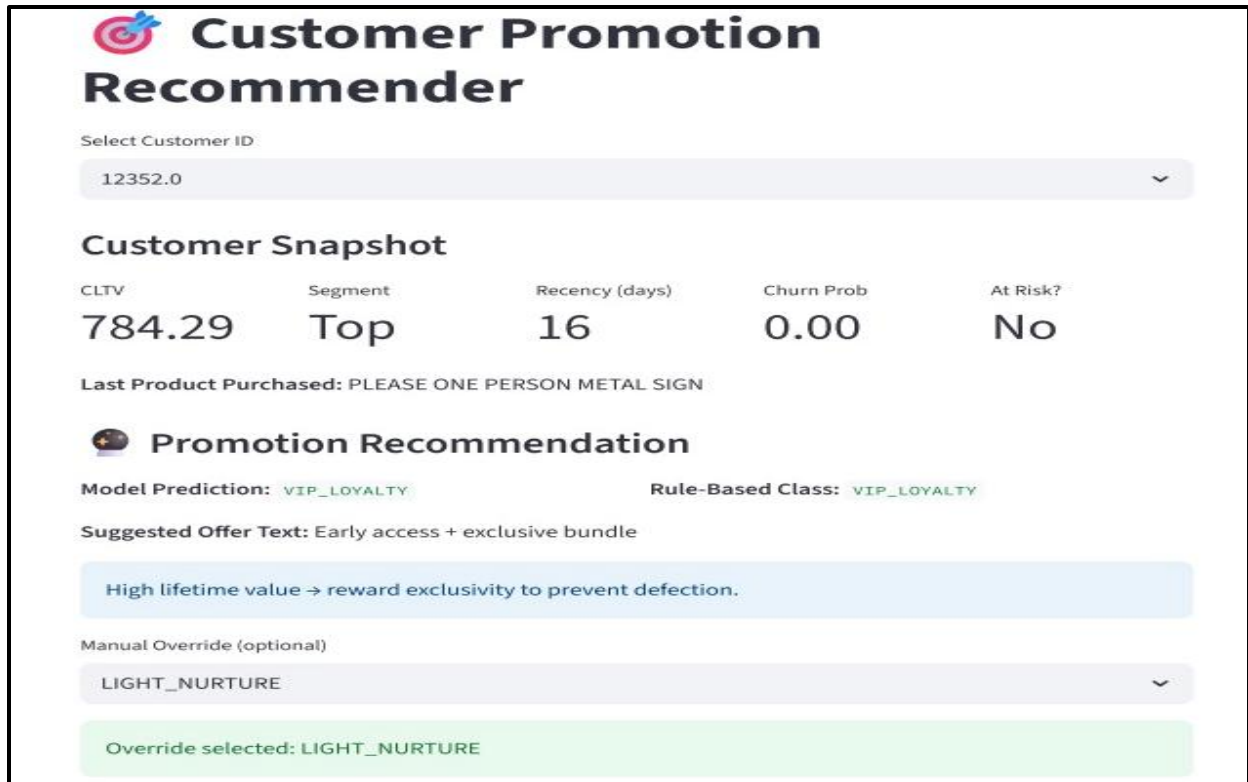 Customer Promotion
Recommender
Select Customer ID
12352.0
Customer Snapshot
CLTV Segment Recency (days) Churn Prob At Risk?
784.29 Top 16 0.00 No
Last Product Purchased: PLEASE ONE PERSON METAL SIGN
Promotion Recommendation
Model Prediction: VIP_LOYALTY Rule-Based Class: VIP_LOYALTY
Suggested Offer Text: Early access + exclusive bundle
High lifetime value → reward exclusivity to prevent defection.
Manual Override (optional)
LIGHT_NURTURE
Override selected: LIGHT_NURTURE